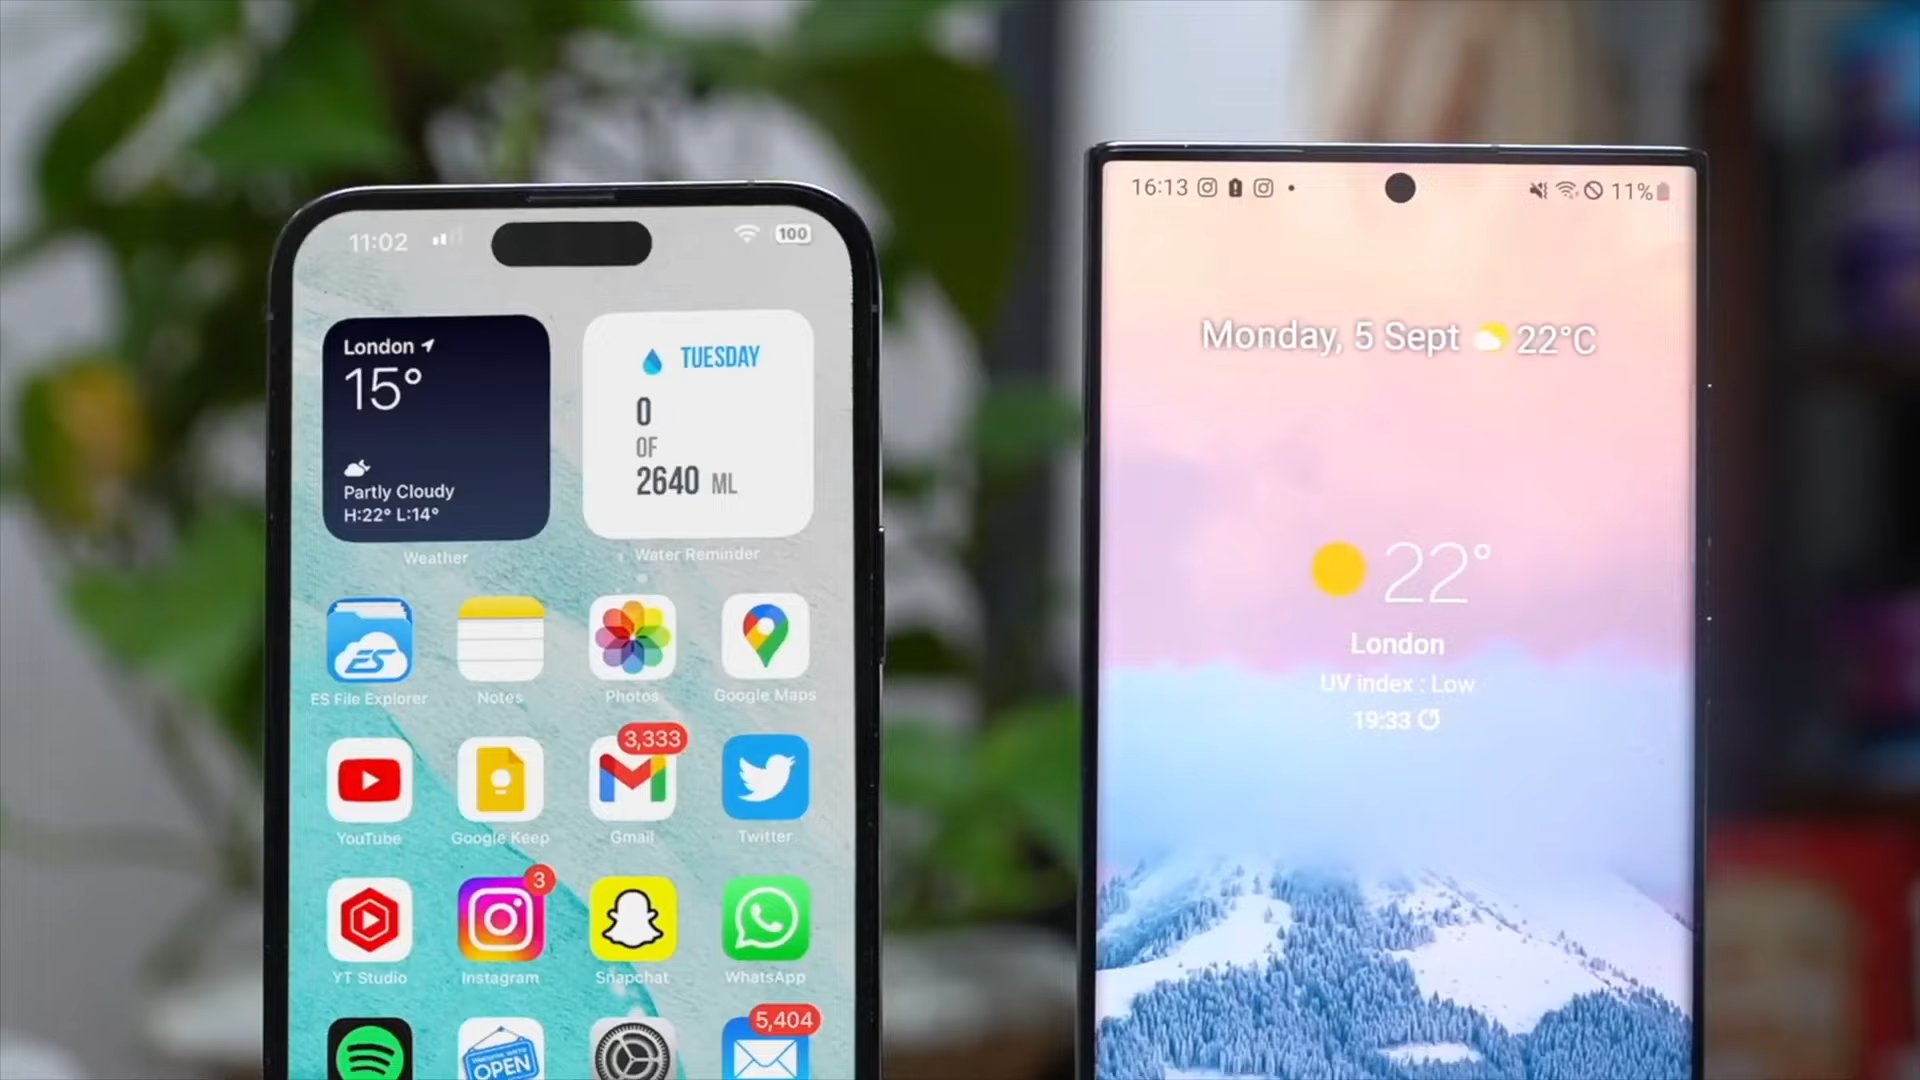 11:02
100
London
15°
Partly Cloudy
H:22° L:14°
Weather
TUESDAY
0
OF
2640 ML
Water Reminder
ES
ES File Explorer
Notes
Photos
Google Maps
YouTube
Google Keep
3,333
Gmail
Twitter
YT Studio
3
Instagram
Snapchat
WhatsApp
OPEN
5,404
16:13
11%
Monday, 5 Sept 22°C
22°
London
UV index : Low
19:33